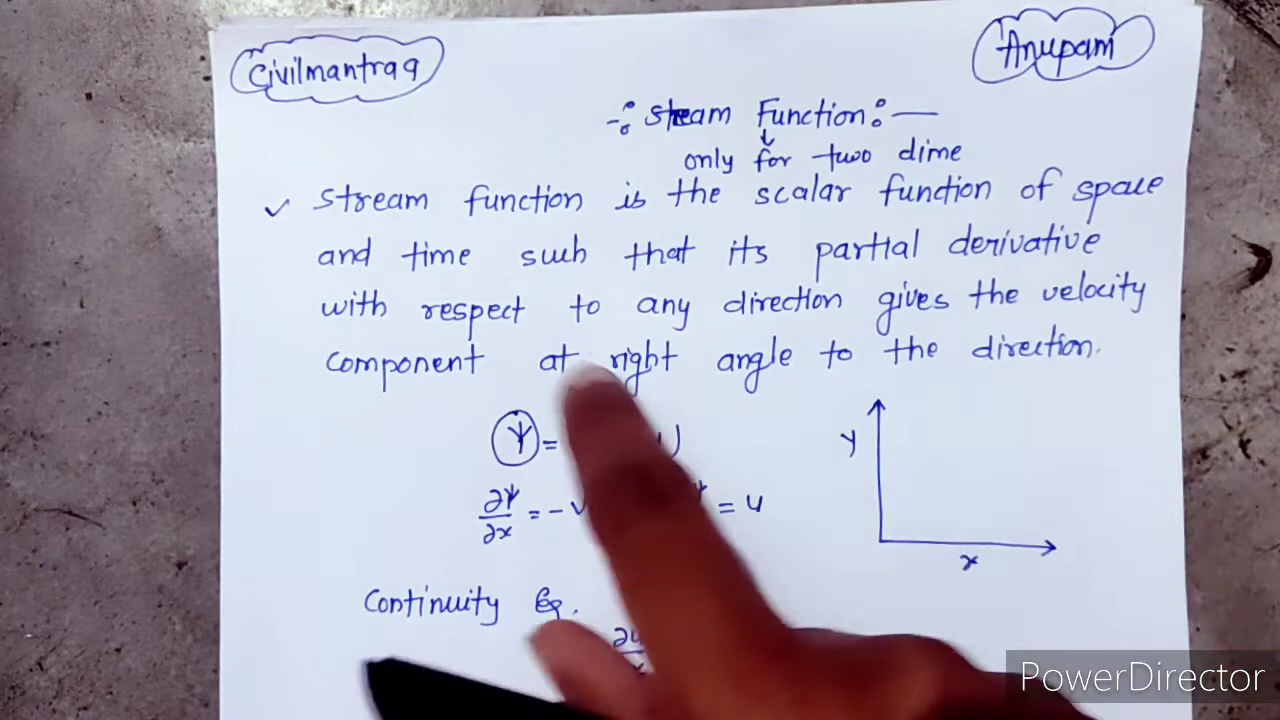 Civilmantra9
Anupam
-: Stream Function :-
only for two dime
✓ Stream function is the scalar function of space
and time such that its partial derivative
with respect to any direction gives the velocity
component at right angle to the direction.
ψ =
y
∂ψ/∂x = - v
= u
x
Continuity Eq.
∂u
PowerDirector